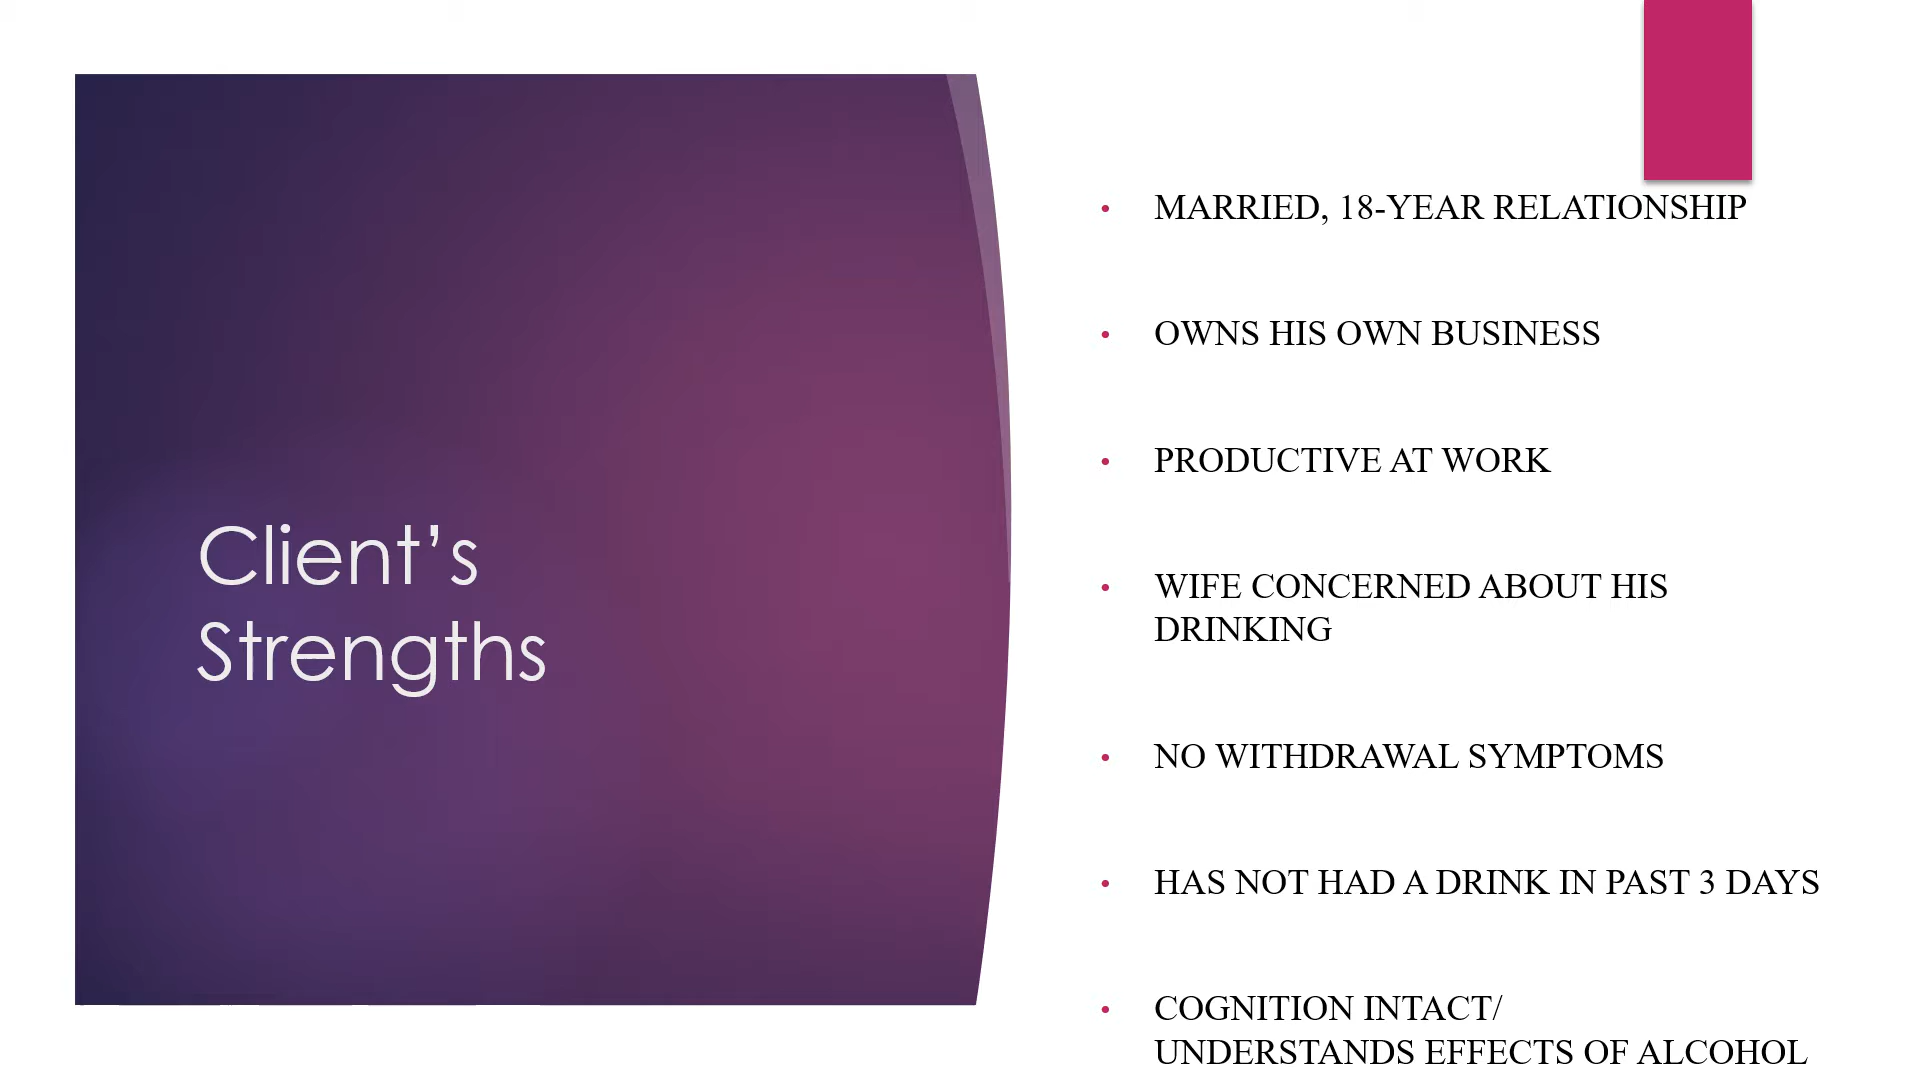 Client’s
Strengths
• MARRIED, 18-YEAR RELATIONSHIP
• OWNS HIS OWN BUSINESS
• PRODUCTIVE AT WORK
• WIFE CONCERNED ABOUT HIS
DRINKING
• NO WITHDRAWAL SYMPTOMS
• HAS NOT HAD A DRINK IN PAST 3 DAYS
• COGNITION INTACT/
UNDERSTANDS EFFECTS OF ALCOHOL